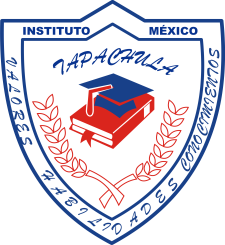 INSTITUTO MÉXICO
TAPACHULA
VALORES HABILIDADES CONOCIMIENTOS